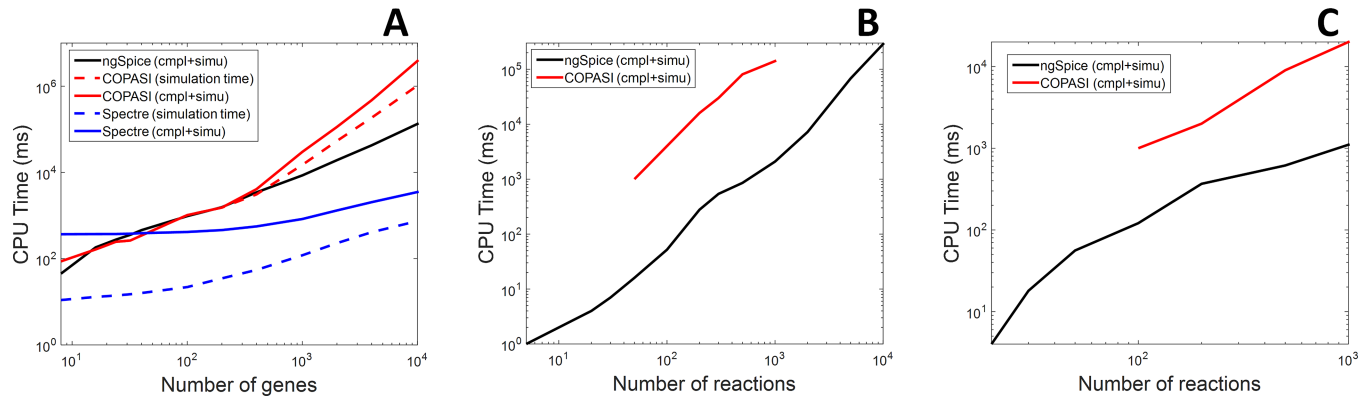 A
ngSpice (cmpl+simu)
COPASI (simulation time)
COPASI (cmpl+simu)
Spectre (simulation time)
Spectre (cmpl+simu)
CPU Time (ms)
10^6
10^4
10^2
10^0
10^1
10^2
10^3
10^4
Number of genes
B
ngSpice (cmpl+simu)
COPASI (cmpl+simu)
CPU Time (ms)
10^5
10^4
10^3
10^2
10^1
10^0
10^1
10^2
10^3
10^4
Number of reactions
C
ngSpice (cmpl+simu)
COPASI (cmpl+simu)
CPU Time (ms)
10^4
10^3
10^2
10^1
10^2
10^3
Number of reactions